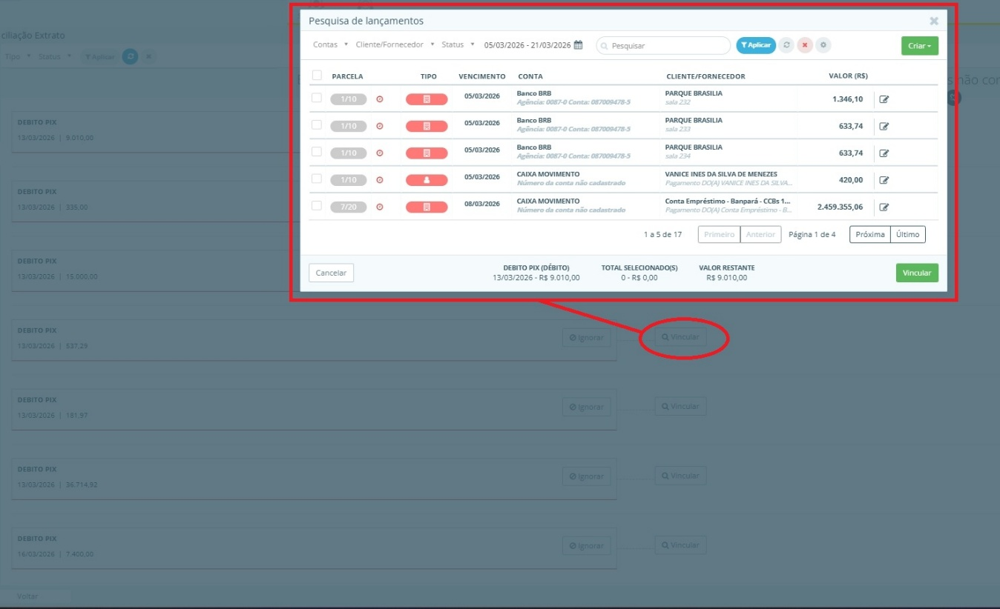 Pesquisa de lançamentos
ciliação Extrato
Contas Cliente/Fornecedor Status 05/03/2026 - 21/03/2026 Pesquisar Aplicar Criar
Tipo Status Aplicar
PARCELA TIPO VENCIMENTO CONTA CLIENTE/FORNECEDOR VALOR (R$)
s não con
1/10 05/03/2026 Banco BRB PARQUE BRASILIA 1.346,10
Agência: 0087-0 Conta: 087009478-5 sala 232
1/10 05/03/2026 Banco BRB PARQUE BRASILIA 633,74
Agência: 0087-0 Conta: 087009478-5 sala 233
1/10 05/03/2026 Banco BRB PARQUE BRASILIA 633,74
Agência: 0087-0 Conta: 087009478-5 sala 234
1/10 05/03/2026 CAIXA MOVIMENTO VANICE INES DA SILVA DE MENEZES 420,00
Número da conta não cadastrado Pagamento DO(A) VANICE INES DA SILVA...
7/20 08/03/2026 CAIXA MOVIMENTO Conta Empréstimo - Banpará - CCBs 1... 2.459.355,06
Número da conta não cadastrado Pagamento DO(A) Conta Empréstimo - B...
1 a 5 de 17 Primeiro Anterior Página 1 de 4 Próxima Último
Cancelar DEBITO PIX (DÉBITO) TOTAL SELECIONADO(S) VALOR RESTANTE Vincular
13/03/2026 - R$ 9.010,00 0 - R$ 0,00 R$ 9.010,00
DEBITO PIX
13/03/2026 | 9.010,00
DEBITO PIX
13/03/2026 | 335,00
DEBITO PIX
13/03/2026 | 15.000,00
DEBITO PIX
13/03/2026 | 537,29 Ignorar Vincular
DEBITO PIX
13/03/2026 | 181,97 Ignorar Vincular
DEBITO PIX
13/03/2026 | 36.714,92 Ignorar Vincular
DEBITO PIX
16/03/2026 | 7.400,00 Ignorar Vincular
Voltar